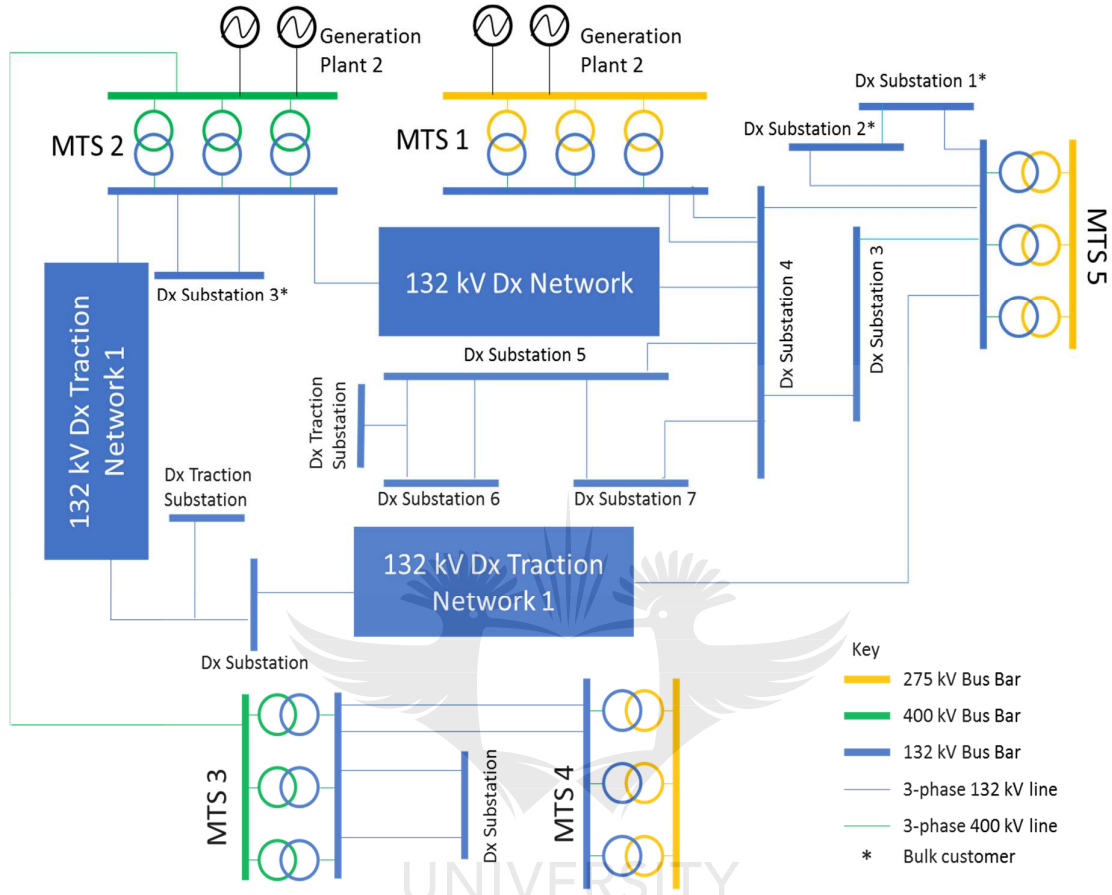 Generation
Plant 2
Generation
Plant 2
MTS 2
MTS 1
Dx Substation 1*
Dx Substation 2*
MTS 5
132 kV Dx Network
Dx Substation 3*
Dx Substation 4
Dx Substation 3
132 kV Dx Traction
Network 1
Dx Substation 5
Dx Traction
Substation
Dx Substation 6
Dx Substation 7
Dx Traction
Substation
132 kV Dx Traction
Network 1
Dx Substation
Key
275 kV Bus Bar
400 kV Bus Bar
132 kV Bus Bar
3-phase 132 kV line
3-phase 400 kV line
* Bulk customer
MTS 3
Dx Substation
MTS 4
UNIVERSITY